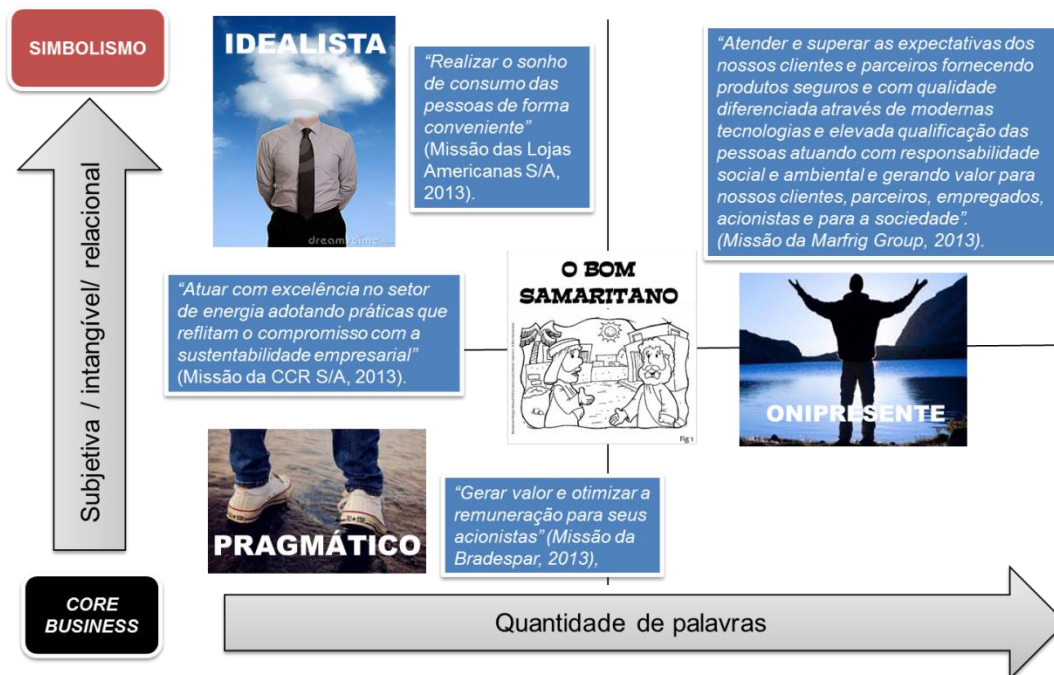 SIMBOLISMO
IDEALISTA
dreamstime
“Realizar o sonho
de consumo das
pessoas de forma
conveniente”
(Missão das Lojas
Americanas S/A,
2013).
“Atender e superar as expectativas dos
nossos clientes e parceiros fornecendo
produtos seguros e com qualidade
diferenciada através de modernas
tecnologias e elevada qualificação das
pessoas atuando com responsabilidade
social e ambiental e gerando valor para
nossos clientes, parceiros, empregados,
acionistas e para a sociedade”.
(Missão da Marfrig Group, 2013).
Subjetiva / intangível/ relacional
“Atuar com excelência no setor
de energia adotando práticas que
reflitam o compromisso com a
sustentabilidade empresarial”
(Missão da CCR S/A, 2013).
O BOM
SAMARITANO
Fig 1
ONIPRESENTE
PRAGMÁTICO
“Gerar valor e otimizar a
remuneração para seus
acionistas” (Missão da
Bradespar, 2013),
CORE
BUSINESS
Quantidade de palavras